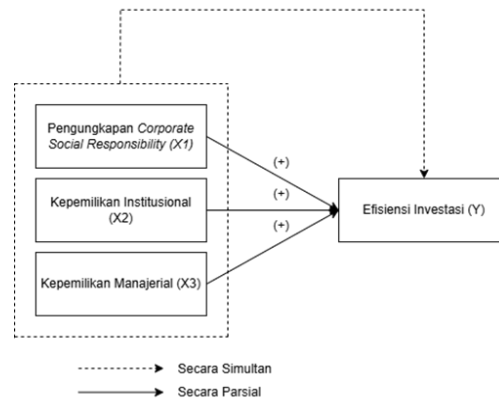 Pengungkapan Corporate
Social Responsibility (X1)
(+)
Kepemilikan Institusional
(X2)
(+)
Efisiensi Investasi (Y)
(+)
Kepemilikan Manajerial (X3)
Secara Simultan
Secara Parsial